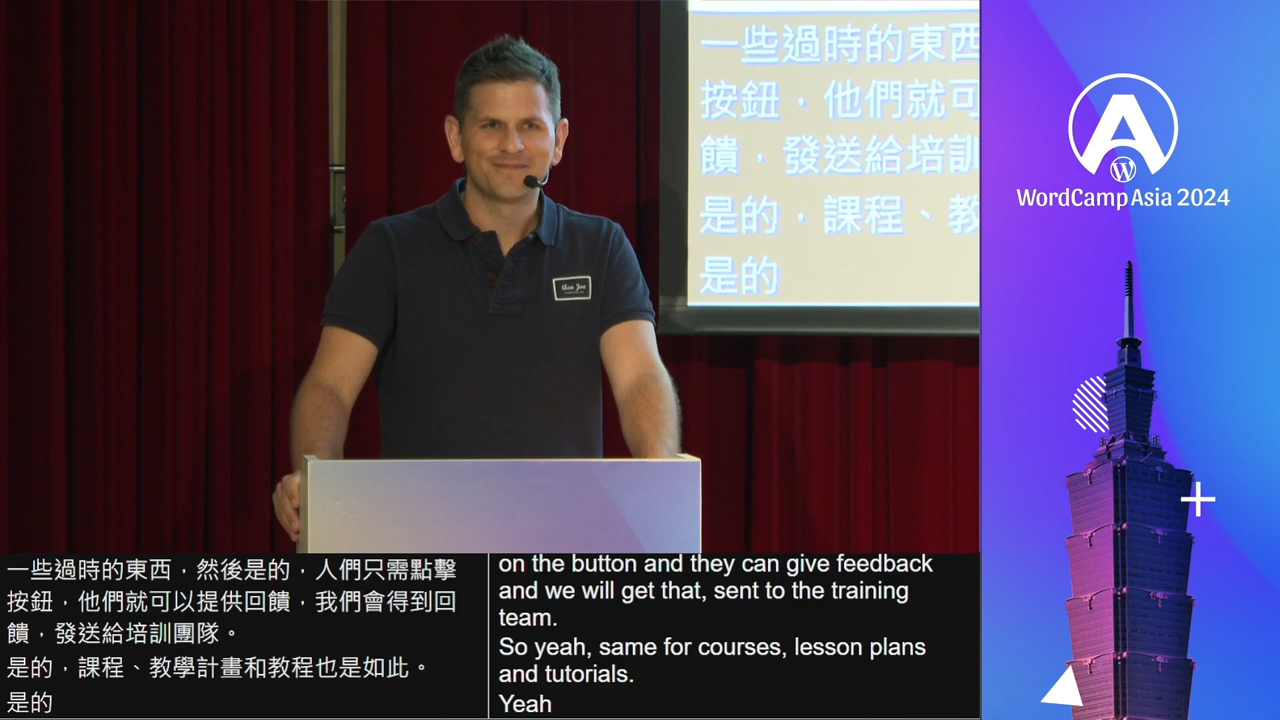 一些過時的東西
按鈕，他們就可
饋，發送給培訓
是的，課程、教
是的
WordCamp Asia 2024
一些過時的東西，然後是的，人們只需點擊
按鈕，他們就可以提供回饋，我們會得到回
饋，發送給培訓團隊。
是的，課程、教學計畫和教程也是如此。
是的
on the button and they can give feedback
and we will get that, sent to the training
team.
So yeah, same for courses, lesson plans
and tutorials.
Yeah